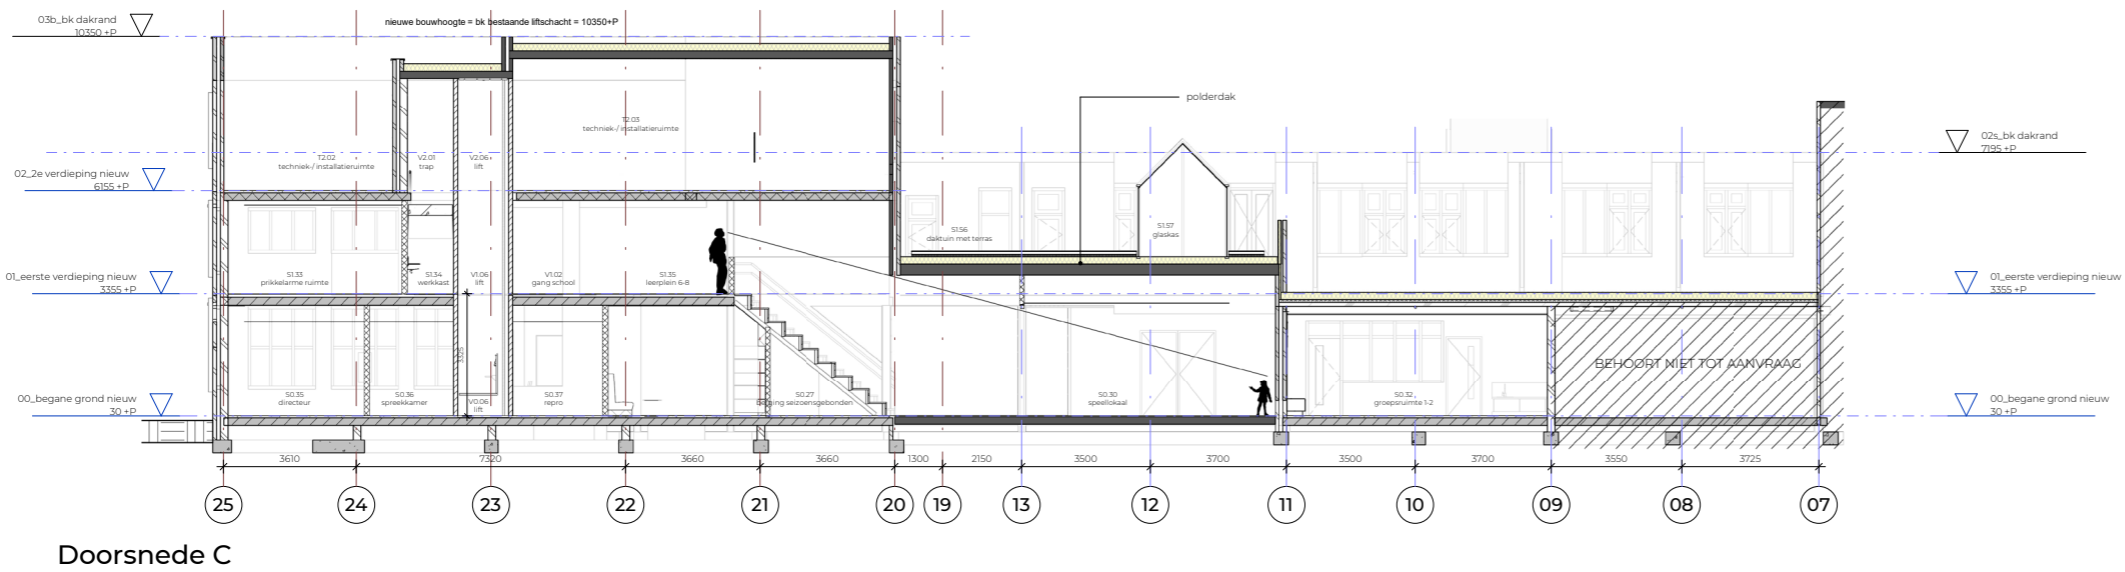 03b_bk dakrand
10350 +P
nieuwe bouwhoogte = bk bestaande liftschacht = 10350+P
polderdak
T2.03
techniek-/ installatieruimte
02s_bk dakrand
7195 +P
T2.02
techniek-/ installatieruimte
V2.01
trap
V2.06
lift
02_2e verdieping nieuw
6155 +P
S1.56
daktuin met terras
S1.57
glaskas
01_eerste verdieping nieuw
3355 +P
S1.33
prikkelarme ruimte
S1.34
werkkast
V1.06
lift
V1.02
gang school
S1.35
leerplein 6-8
01_eerste verdieping nieuw
3355 +P
3325
BEHOORT NIET TOT AANVRAAG
00_begane grond nieuw
30 +P
S0.35
directeur
S0.36
spreekkamer
V0.06
lift
S0.37
repro
S0.27
berging seizoensgebonden
S0.30
speellokaal
S0.32
groepsruimte 1-2
00_begane grond nieuw
30 +P
3610 7320 3660 3660 1300 2150 3500 3700 3500 3700 3550 3725
25 24 23 22 21 20 19 13 12 11 10 09 08 07
Doorsnede C